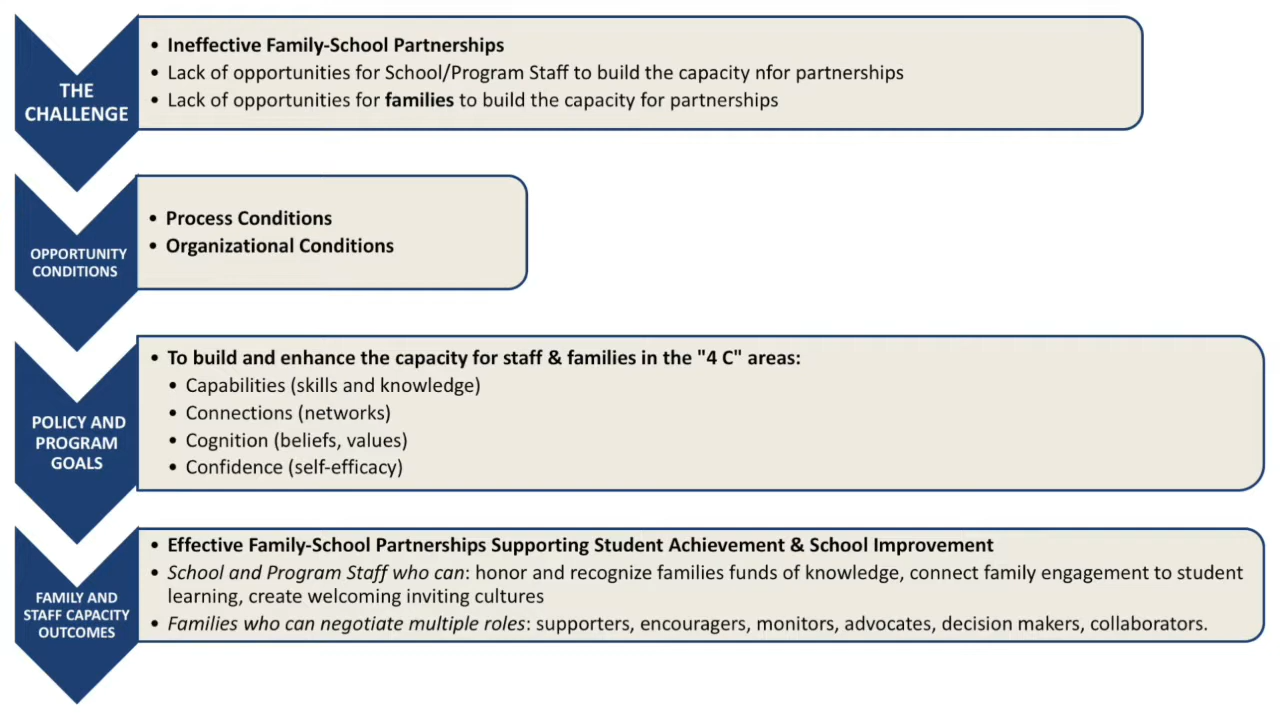 THE
CHALLENGE
• Ineffective Family-School Partnerships
• Lack of opportunities for School/Program Staff to build the capacity nfor partnerships
• Lack of opportunities for families to build the capacity for partnerships
OPPORTUNITY
CONDITIONS
• Process Conditions
• Organizational Conditions
POLICY AND
PROGRAM
GOALS
• To build and enhance the capacity for staff & families in the "4 C" areas:
• Capabilities (skills and knowledge)
• Connections (networks)
• Cognition (beliefs, values)
• Confidence (self-efficacy)
FAMILY AND
STAFF CAPACITY
OUTCOMES
• Effective Family-School Partnerships Supporting Student Achievement & School Improvement
• School and Program Staff who can: honor and recognize families funds of knowledge, connect family engagement to student
learning, create welcoming inviting cultures
• Families who can negotiate multiple roles: supporters, encouragers, monitors, advocates, decision makers, collaborators.